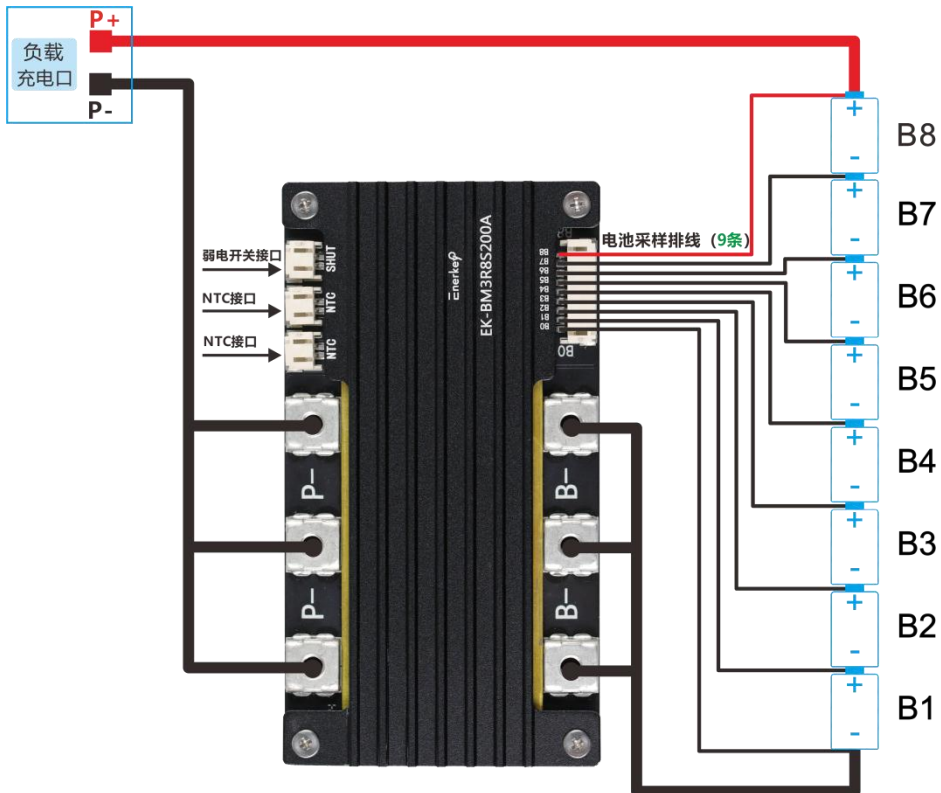 P+
负载
充电口
P-
B8
B7
B6
B5
B4
B3
B2
B1
+
-
+
-
+
-
+
-
+
-
+
-
+
-
+
-
电池采样排线（9条）
弱电开关接口
NTC接口
NTC接口
SHUT
NTC
NTC
Enerkey
EK-BM3R8S200A
B8
B7
B6
B5
B4
B3
B2
B1
B0
B0
P-
P-
B-
B-